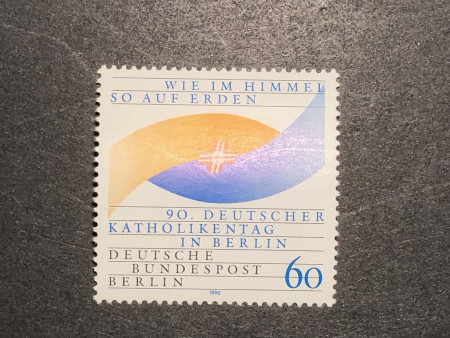 WIE IM HIMMEL
SO AUF ERDEN
90. DEUTSCHER
KATHOLIKENTAG
IN BERLIN
DEUTSCHE
BUNDESPOST
BERLIN
60
1990